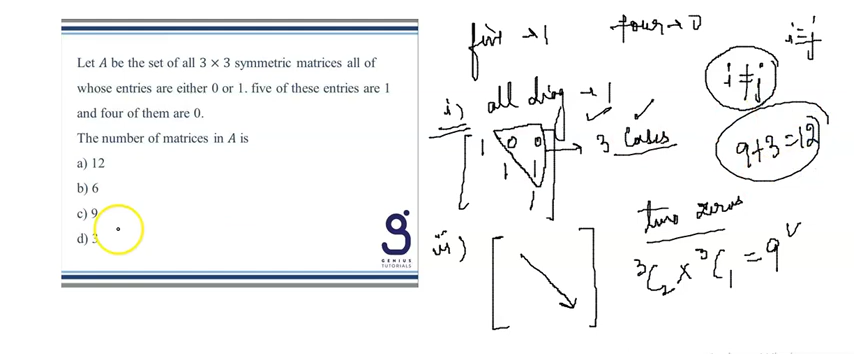 Let A be the set of all 3 × 3 symmetric matrices all of
whose entries are either 0 or 1. five of these entries are 1
and four of them are 0.
The number of matrices in A is
a) 12
b) 6
c) 9
d) 3
GENIUS
TUTORIALS
five → 1
four → 0
i = j
i ≠ j
i) all diag → 1
1 0 0
1 1
1
→ 3 Cases
9+3=12
ii)
two zeros
³C₂ × ³C₁ = 9